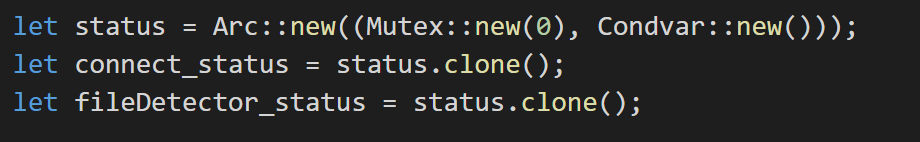 let status = Arc::new((Mutex::new(0), Condvar::new()));
let connect_status = status.clone();
let fileDetector_status = status.clone();